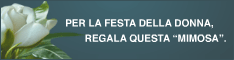 PER LA FESTA DELLA DONNA,
REGALA QUESTA “MIMOSA”.